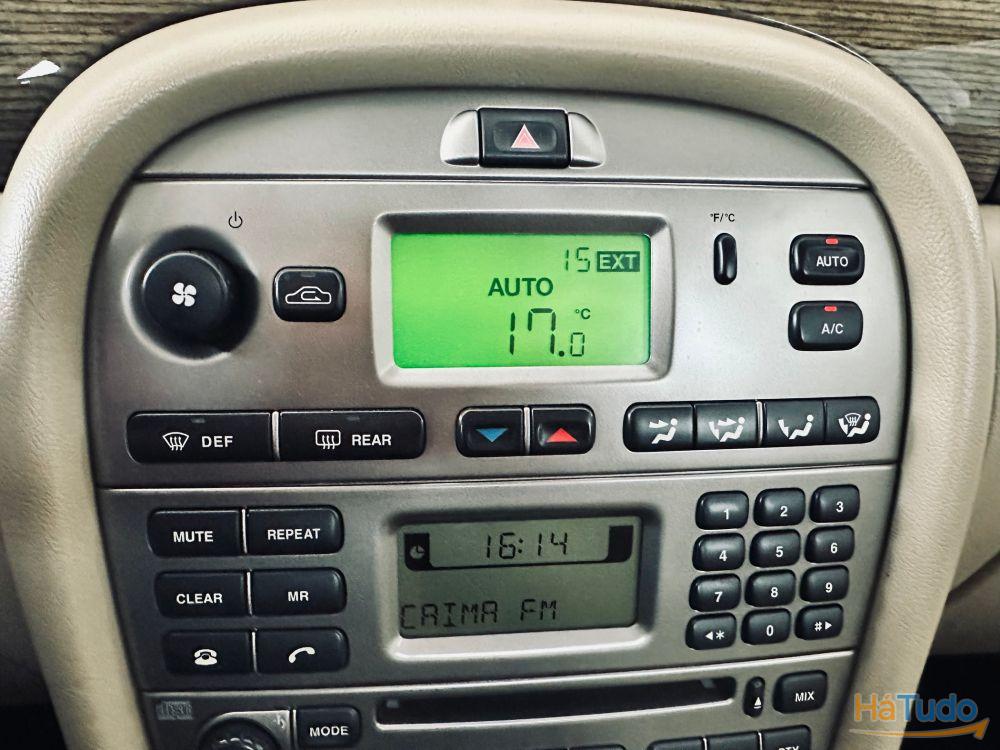 °F/°C
15 EXT
AUTO
17.0 °C
AUTO
A/C
DEF
REAR
MUTE
REPEAT
16:14
1
2
3
CLEAR
MR
CAIMA FM
4
5
6
7
8
9
*
0
#
MODE
MIX
HáTudo